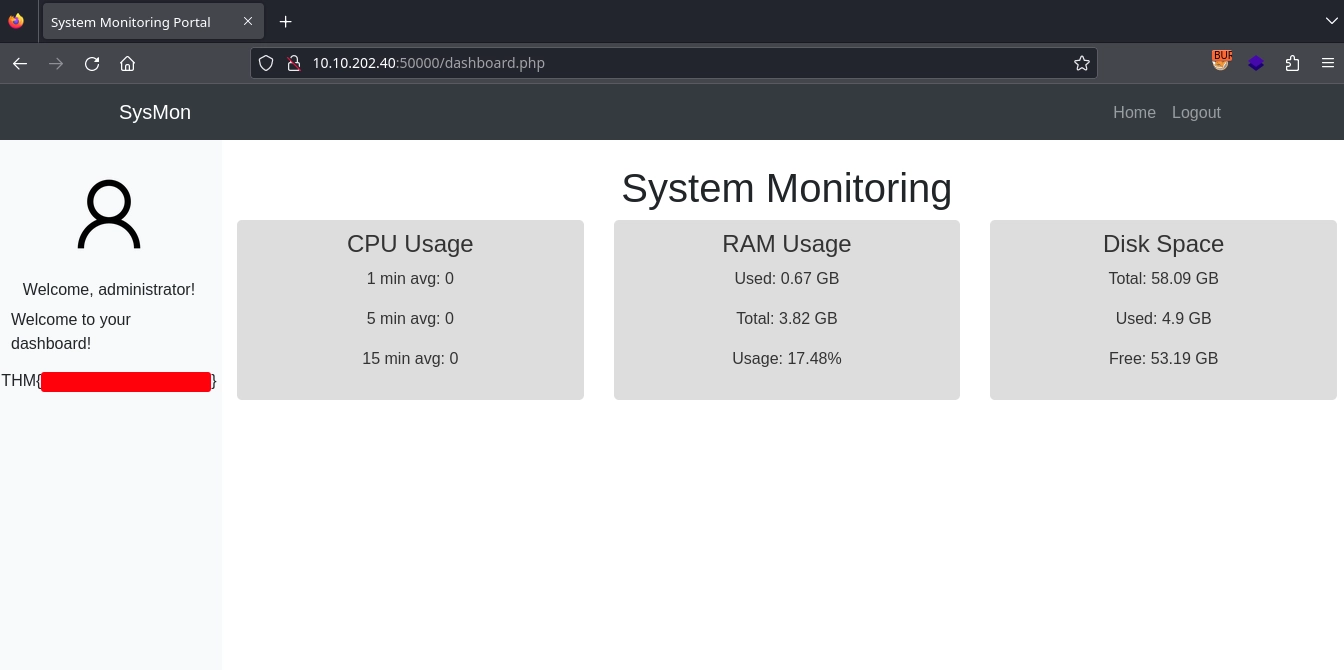 System Monitoring Portal
10.10.202.40:50000/dashboard.php
BUR
SysMon
Home Logout
System Monitoring
CPU Usage
1 min avg: 0
5 min avg: 0
15 min avg: 0
RAM Usage
Used: 0.67 GB
Total: 3.82 GB
Usage: 17.48%
Disk Space
Total: 58.09 GB
Used: 4.9 GB
Free: 53.19 GB
Welcome, administrator!
Welcome to your
dashboard!
THM{ }